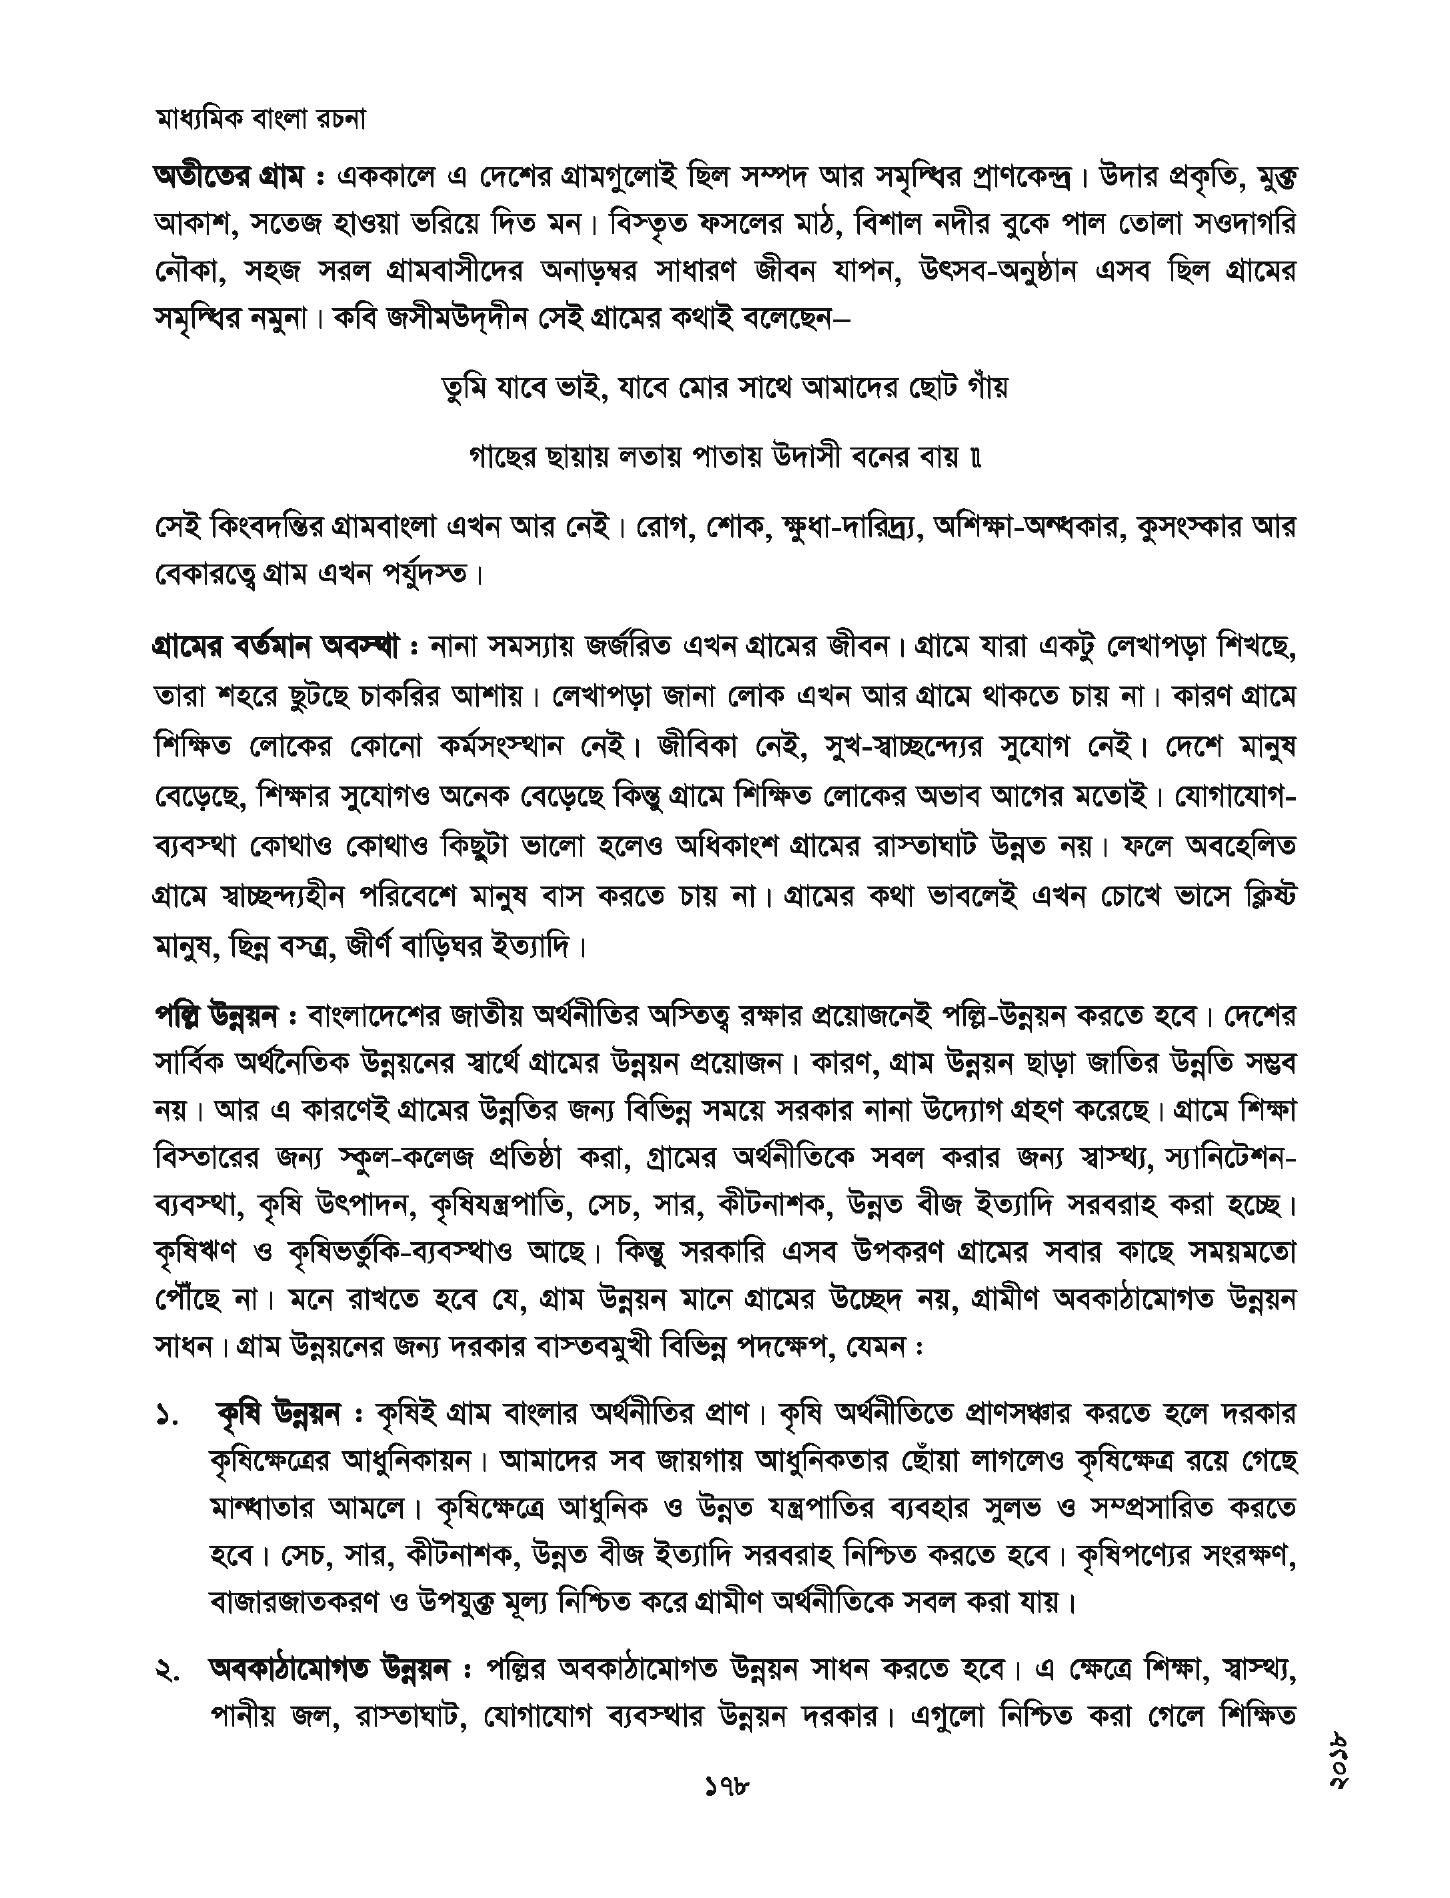 মাধ্যমিক বাংলা রচনা
অতীতের গ্রাম : এককালে এ দেশের গ্রামগুলোই ছিল সম্পদ আর সমৃদ্ধির প্রাণকেন্দ্র। উদার প্রকৃতি, মুক্ত
আকাশ, সতেজ হাওয়া ভরিয়ে দিত মন। বিস্তৃত ফসলের মাঠ, বিশাল নদীর বুকে পাল তোলা সওদাগরি
নৌকা, সহজ সরল গ্রামবাসীদের অনাড়ম্বর সাধারণ জীবন যাপন, উৎসব-অনুষ্ঠান এসব ছিল গ্রামের
সমৃদ্ধির নমুনা। কবি জসীমউদ্‌দীন সেই গ্রামের কথাই বলেছেন–
তুমি যাবে ভাই, যাবে মোর সাথে আমাদের ছোট গাঁয়
গাছের ছায়ায় লতায় পাতায় উদাসী বনের বায় ॥
সেই কিংবদন্তির গ্রামবাংলা এখন আর নেই। রোগ, শোক, ক্ষুধা-দারিদ্র্য, অশিক্ষা-অন্ধকার, কুসংস্কার আর
বেকারত্বে গ্রাম এখন পর্যুদস্ত।
গ্রামের বর্তমান অবস্থা : নানা সমস্যায় জর্জরিত এখন গ্রামের জীবন। গ্রামে যারা একটু লেখাপড়া শিখছে,
তারা শহরে ছুটছে চাকরির আশায়। লেখাপড়া জানা লোক এখন আর গ্রামে থাকতে চায় না। কারণ গ্রামে
শিক্ষিত লোকের কোনো কর্মসংস্থান নেই। জীবিকা নেই, সুখ-স্বাচ্ছন্দ্যের সুযোগ নেই। দেশে মানুষ
বেড়েছে, শিক্ষার সুযোগও অনেক বেড়েছে কিন্তু গ্রামে শিক্ষিত লোকের অভাব আগের মতোই। যোগাযোগ-
ব্যবস্থা কোথাও কোথাও কিছুটা ভালো হলেও অধিকাংশ গ্রামের রাস্তাঘাট উন্নত নয়। ফলে অবহেলিত
গ্রামে স্বাচ্ছন্দ্যহীন পরিবেশে মানুষ বাস করতে চায় না। গ্রামের কথা ভাবলেই এখন চোখে ভাসে ক্লিষ্ট
মানুষ, ছিন্ন বস্ত্র, জীর্ণ বাড়িঘর ইত্যাদি।
পল্লি উন্নয়ন : বাংলাদেশের জাতীয় অর্থনীতির অস্তিত্ব রক্ষার প্রয়োজনেই পল্লি-উন্নয়ন করতে হবে। দেশের
সার্বিক অর্থনৈতিক উন্নয়নের স্বার্থে গ্রামের উন্নয়ন প্রয়োজন। কারণ, গ্রাম উন্নয়ন ছাড়া জাতির উন্নতি সম্ভব
নয়। আর এ কারণেই গ্রামের উন্নতির জন্য বিভিন্ন সময়ে সরকার নানা উদ্যোগ গ্রহণ করেছে। গ্রামে শিক্ষা
বিস্তারের জন্য স্কুল-কলেজ প্রতিষ্ঠা করা, গ্রামের অর্থনীতিকে সবল করার জন্য স্বাস্থ্য, স্যানিটেশন-
ব্যবস্থা, কৃষি উৎপাদন, কৃষিযন্ত্রপাতি, সেচ, সার, কীটনাশক, উন্নত বীজ ইত্যাদি সরবরাহ করা হচ্ছে।
কৃষিঋণ ও কৃষিভর্তুকি-ব্যবস্থাও আছে। কিন্তু সরকারি এসব উপকরণ গ্রামের সবার কাছে সময়মতো
পৌঁছে না। মনে রাখতে হবে যে, গ্রাম উন্নয়ন মানে গ্রামের উচ্ছেদ নয়, গ্রামীণ অবকাঠামোগত উন্নয়ন
সাধন। গ্রাম উন্নয়নের জন্য দরকার বাস্তবমুখী বিভিন্ন পদক্ষেপ, যেমন :
১. কৃষি উন্নয়ন : কৃষিই গ্রাম বাংলার অর্থনীতির প্রাণ। কৃষি অর্থনীতিতে প্রাণসঞ্চার করতে হলে দরকার
কৃষিক্ষেত্রের আধুনিকায়ন। আমাদের সব জায়গায় আধুনিকতার ছোঁয়া লাগলেও কৃষিক্ষেত্র রয়ে গেছে
মান্ধাতার আমলে। কৃষিক্ষেত্রে আধুনিক ও উন্নত যন্ত্রপাতির ব্যবহার সুলভ ও সম্প্রসারিত করতে
হবে। সেচ, সার, কীটনাশক, উন্নত বীজ ইত্যাদি সরবরাহ নিশ্চিত করতে হবে। কৃষিপণ্যের সংরক্ষণ,
বাজারজাতকরণ ও উপযুক্ত মূল্য নিশ্চিত করে গ্রামীণ অর্থনীতিকে সবল করা যায়।
২. অবকাঠামোগত উন্নয়ন : পল্লির অবকাঠামোগত উন্নয়ন সাধন করতে হবে। এ ক্ষেত্রে শিক্ষা, স্বাস্থ্য,
পানীয় জল, রাস্তাঘাট, যোগাযোগ ব্যবস্থার উন্নয়ন দরকার। এগুলো নিশ্চিত করা গেলে শিক্ষিত
১৭৮
২০১৮